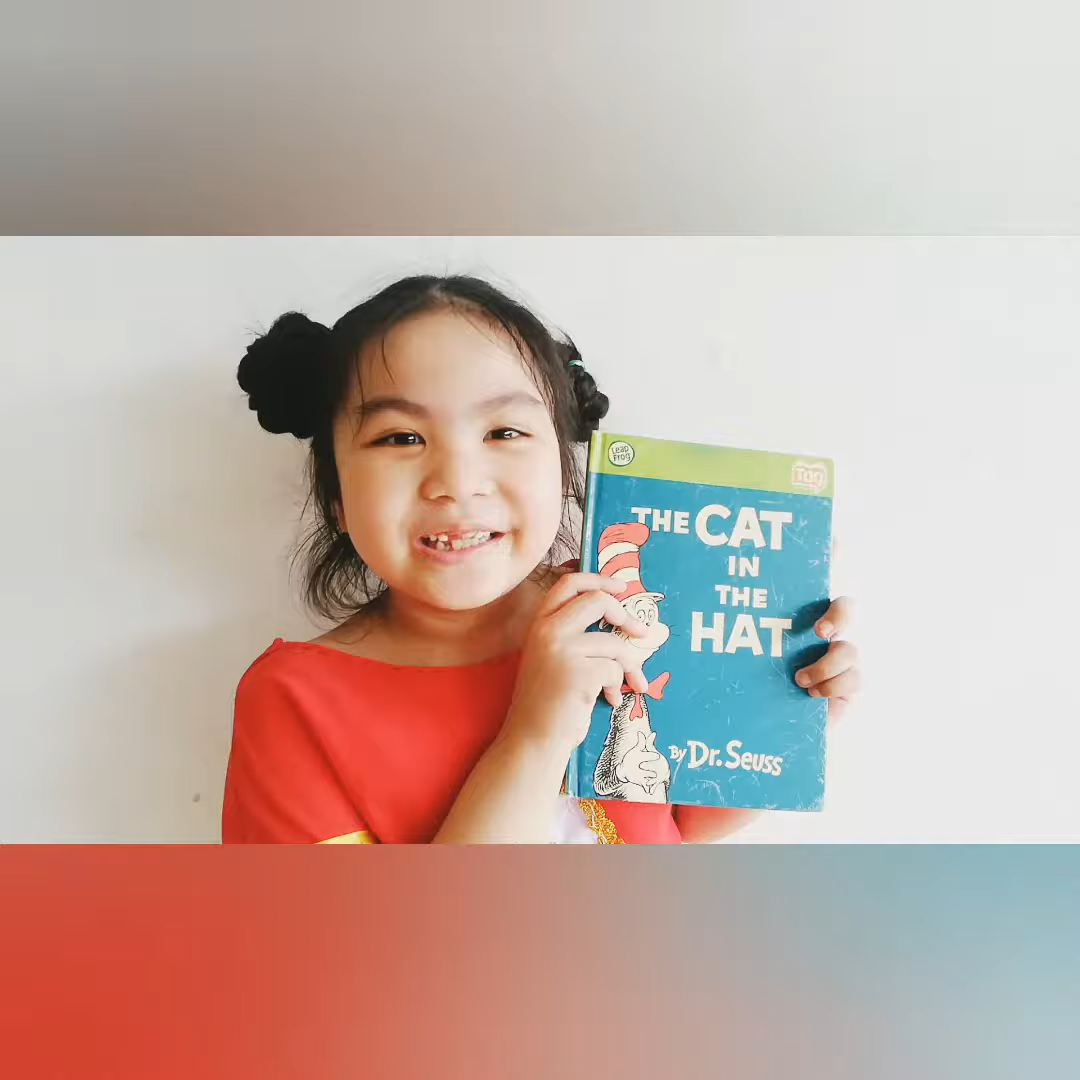 Leap
Frog
Tag
THE CAT
IN
THE
HAT
By Dr. Seuss